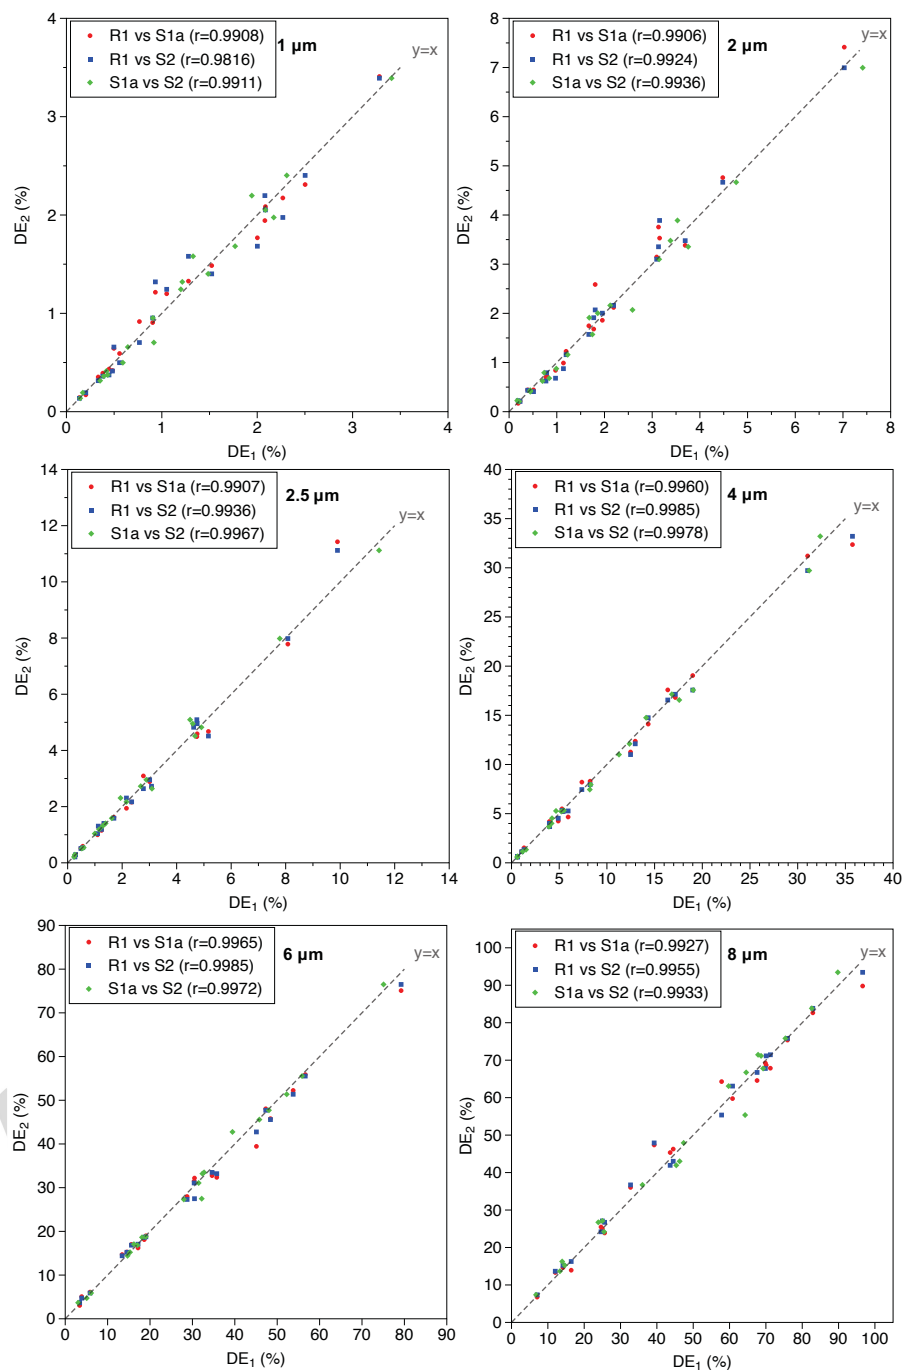 R1 vs S1a (r=0.9908)
R1 vs S2 (r=0.9816)
S1a vs S2 (r=0.9911)
1 µm
y=x
4
3
2
1
0
DE2 (%)
0 1 2 3 4
DE1 (%)
R1 vs S1a (r=0.9906)
R1 vs S2 (r=0.9924)
S1a vs S2 (r=0.9936)
2 µm
y=x
8
7
6
5
4
3
2
1
0
DE2 (%)
0 1 2 3 4 5 6 7 8
DE1 (%)
R1 vs S1a (r=0.9907)
R1 vs S2 (r=0.9936)
S1a vs S2 (r=0.9967)
2.5 µm
y=x
14
12
10
8
6
4
2
0
DE2 (%)
0 2 4 6 8 10 12 14
DE1 (%)
R1 vs S1a (r=0.9960)
R1 vs S2 (r=0.9985)
S1a vs S2 (r=0.9978)
4 µm
y=x
40
35
30
25
20
15
10
5
0
DE2 (%)
0 5 10 15 20 25 30 35 40
DE1 (%)
R1 vs S1a (r=0.9965)
R1 vs S2 (r=0.9985)
S1a vs S2 (r=0.9972)
6 µm
y=x
90
80
70
60
50
40
30
20
10
0
DE2 (%)
0 10 20 30 40 50 60 70 80 90
DE1 (%)
R1 vs S1a (r=0.9927)
R1 vs S2 (r=0.9955)
S1a vs S2 (r=0.9933)
8 µm
y=x
100
90
80
70
60
50
40
30
20
10
0
DE2 (%)
0 10 20 30 40 50 60 70 80 90 100
DE1 (%)